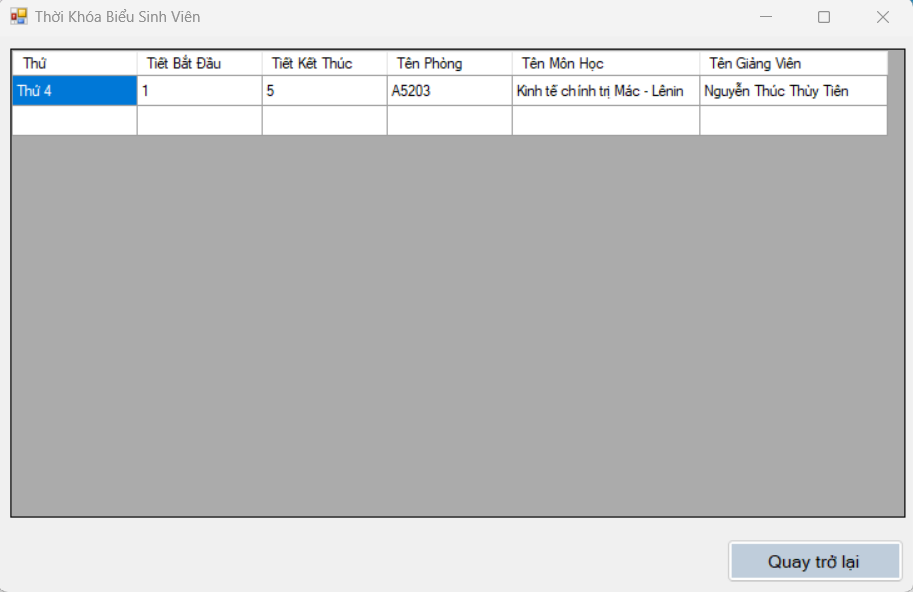 Thời Khóa Biểu Sinh Viên
Thứ Tiết Bắt Đầu Tiết Kết Thúc Tên Phòng Tên Môn Học Tên Giảng Viên
Thứ 4 1 5 A5203 Kinh tế chính trị Mác - Lênin Nguyễn Thúc Thùy Tiên
Quay trở lại